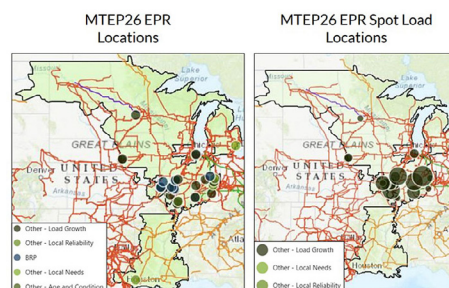 MTEP26 EPR
Locations
Lake
Superior
GREAT PLAINS
UNITED
STATES
Arkansas
Houston
Other - Load Growth
Other - Local Reliability
BRP
Other - Local Needs
Other - Age and Condition
MTEP26 EPR Spot Load
Locations
Lake
Superior
GREAT PLAINS
Denver
UNITED
STATES
Arkansas
Houston
Other - Load Growth
Other - Local Needs
Other - Local Reliability